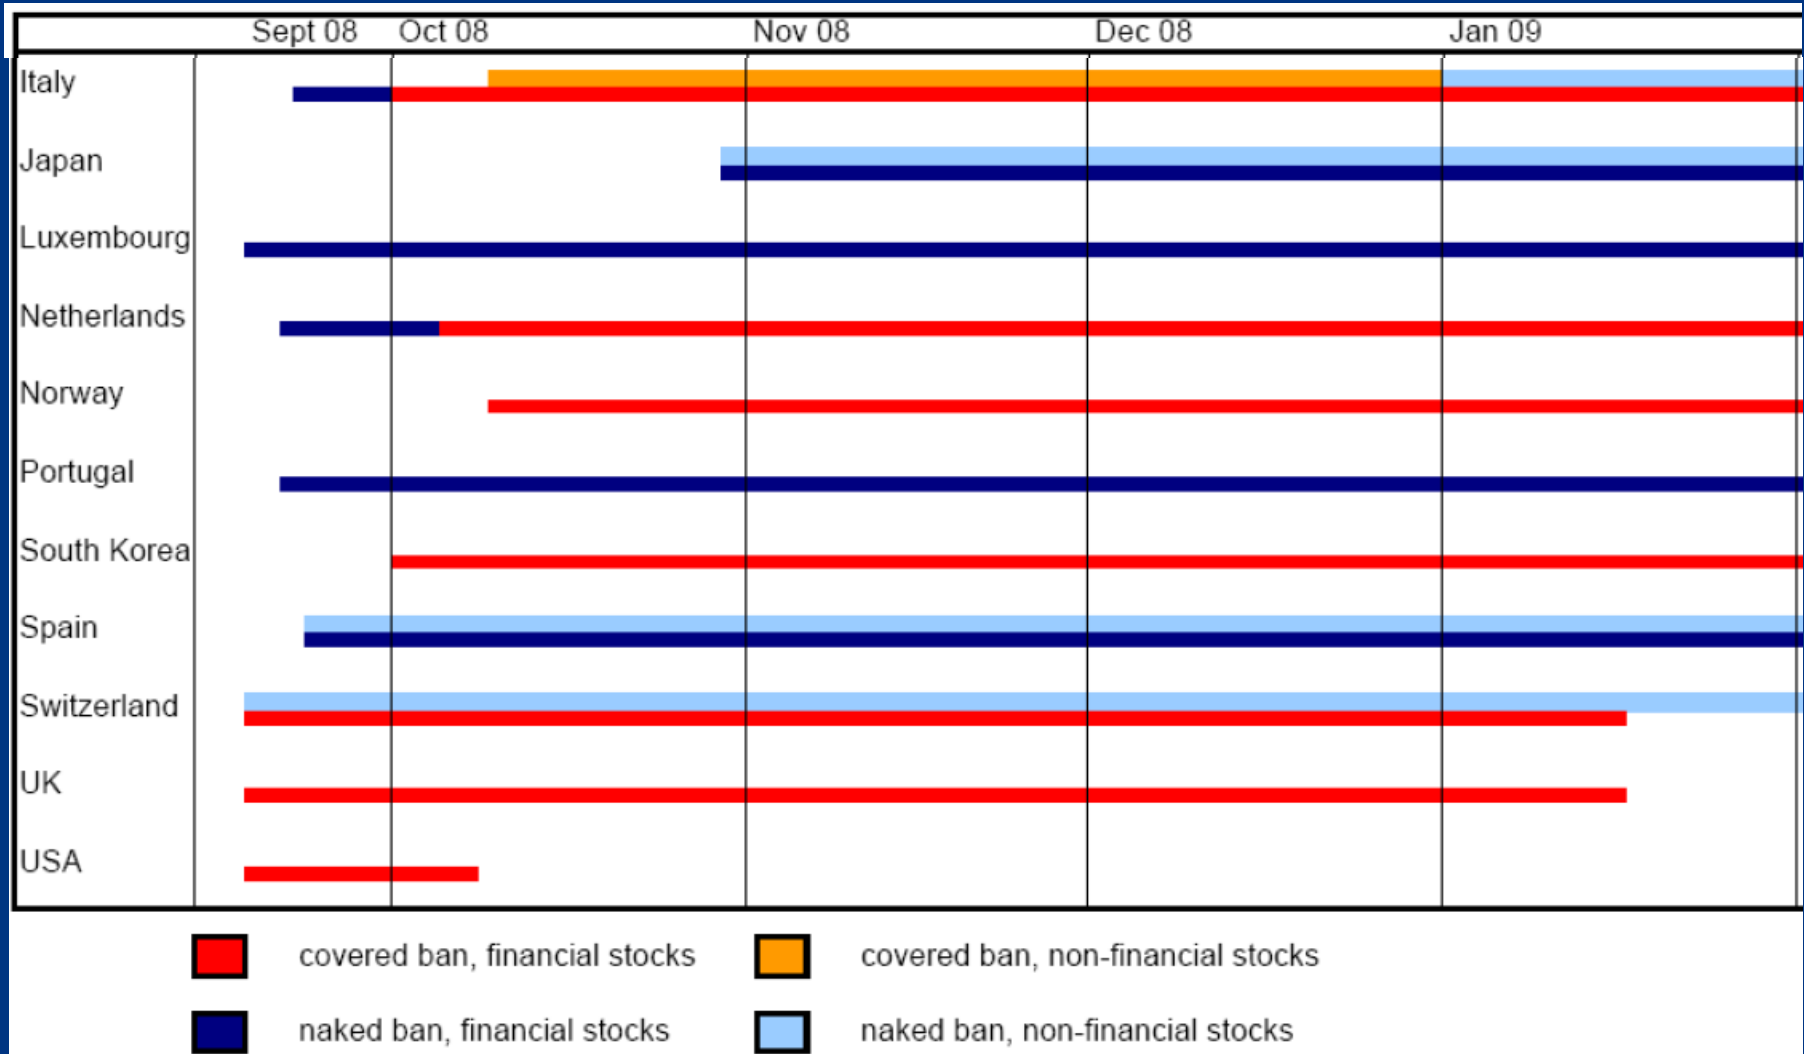 Sept 08 Oct 08 Nov 08 Dec 08 Jan 09
Italy
Japan
Luxembourg
Netherlands
Norway
Portugal
South Korea
Spain
Switzerland
UK
USA
covered ban, financial stocks covered ban, non-financial stocks
naked ban, financial stocks naked ban, non-financial stocks